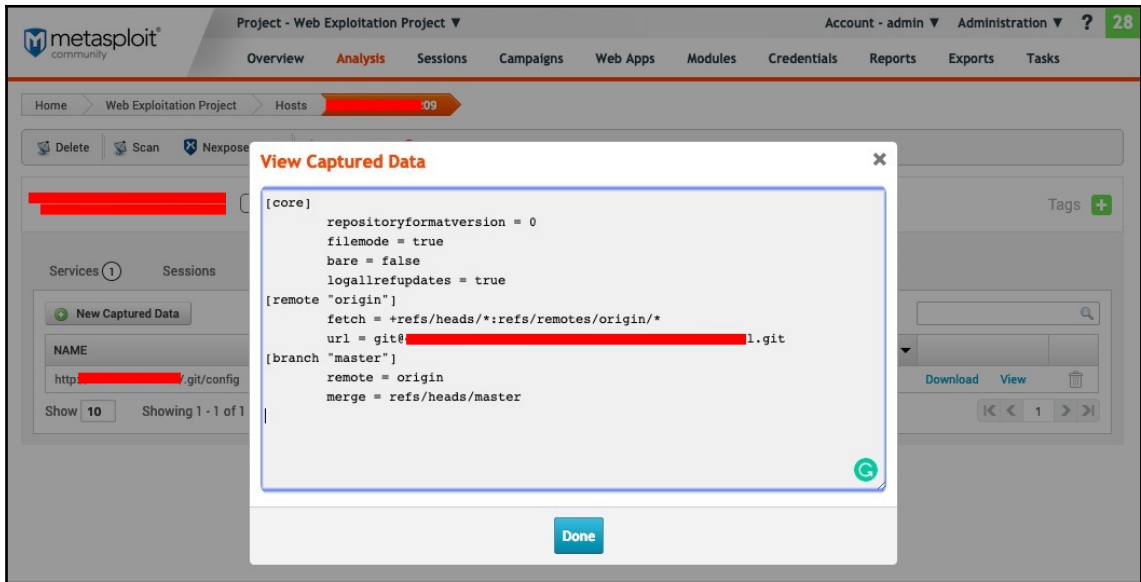 metasploit®
community
Project - Web Exploitation Project ▼
Account - admin ▼ Administration ▼ ? 28
Overview Analysis Sessions Campaigns Web Apps Modules Credentials Reports Exports Tasks
Home Web Exploitation Project Hosts :09
Delete Scan Nexpose
Tags
Services 1 Sessions
New Captured Data
NAME
http: /.git/config Download View
Show 10 Showing 1 - 1 of 1 1
View Captured Data
[core]
repositoryformatversion = 0
filemode = true
bare = false
logallrefupdates = true
[remote "origin"]
fetch = +refs/heads/*:refs/remotes/origin/*
url = git@ l.git
[branch "master"]
remote = origin
merge = refs/heads/master
Done